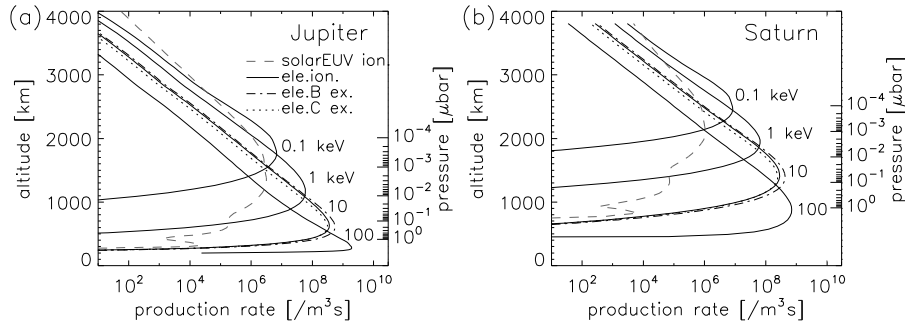 (a)
Jupiter
solarEUV ion.
ele.ion.
ele.B ex.
ele.C ex.
0.1 keV
1 keV
10
100
4000
3000
2000
1000
0
altitude [km]
10^2 10^4 10^6 10^8 10^10
production rate [/m^3s]
10^-4
10^-3
10^-2
10^-1
10^0
pressure [μbar]
(b)
Saturn
0.1 keV
1 keV
10
100
4000
3000
2000
1000
0
altitude [km]
10^2 10^4 10^6 10^8 10^10
production rate [/m^3s]
10^-4
10^-3
10^-2
10^-1
10^0
pressure [μbar]